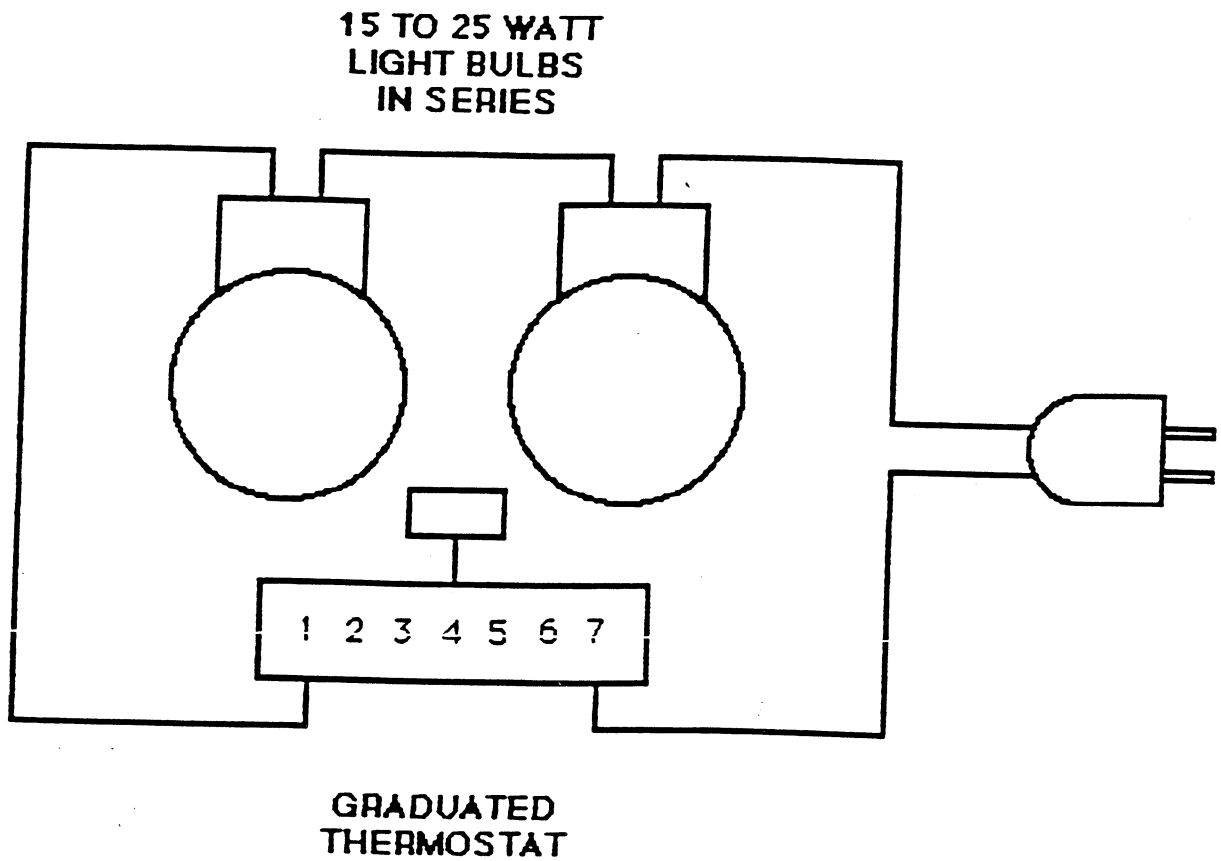 15 TO 25 WATT
LIGHT BULBS
IN SERIES
1 2 3 4 5 6 7
GRADUATED
THERMOSTAT